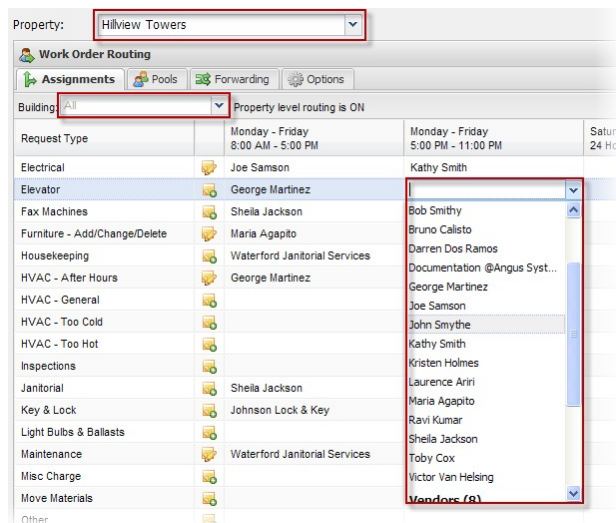 Property: Hillview Towers
Work Order Routing
Assignments Pools Forwarding Options
Building: All Property level routing is ON
Request Type Monday - Friday 8:00 AM - 5:00 PM Monday - Friday 5:00 PM - 11:00 PM Satur 24 Ho
Electrical Joe Samson Kathy Smith
Elevator George Martinez
Fax Machines Sheila Jackson Bob Smithy
Furniture - Add/Change/Delete Maria Agapito Bruno Calisto
Darren Dos Ramos
Housekeeping Waterford Janitorial Services Documentation @Angus Syst...
HVAC - After Hours George Martinez George Martinez
HVAC - General Joe Samson
HVAC - Too Cold John Smythe
HVAC - Too Hot Kathy Smith
Inspections Kristen Holmes
Janitorial Sheila Jackson Laurence Ariri
Maria Agapito
Key & Lock Johnson Lock & Key Ravi Kumar
Light Bulbs & Ballasts Sheila Jackson
Maintenance Waterford Janitorial Services Toby Cox
Misc Charge Victor Van Helsing
Move Materials Vendors (8)
Other